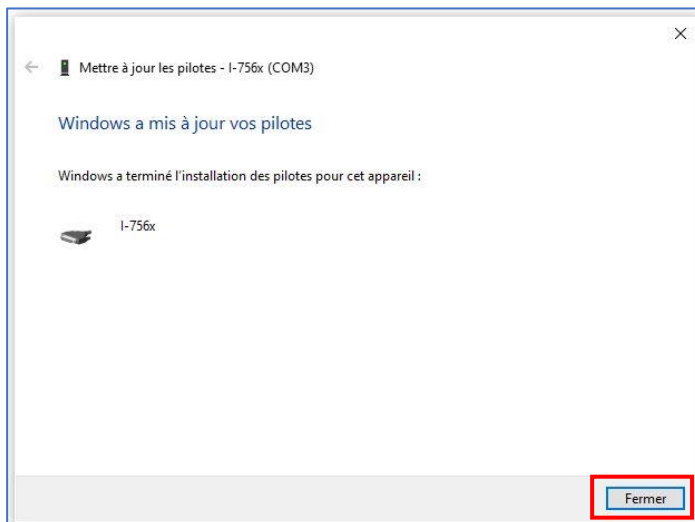 Mettre à jour les pilotes - I-756x (COM3)
Windows a mis à jour vos pilotes
Windows a terminé l'installation des pilotes pour cet appareil :
I-756x
Fermer